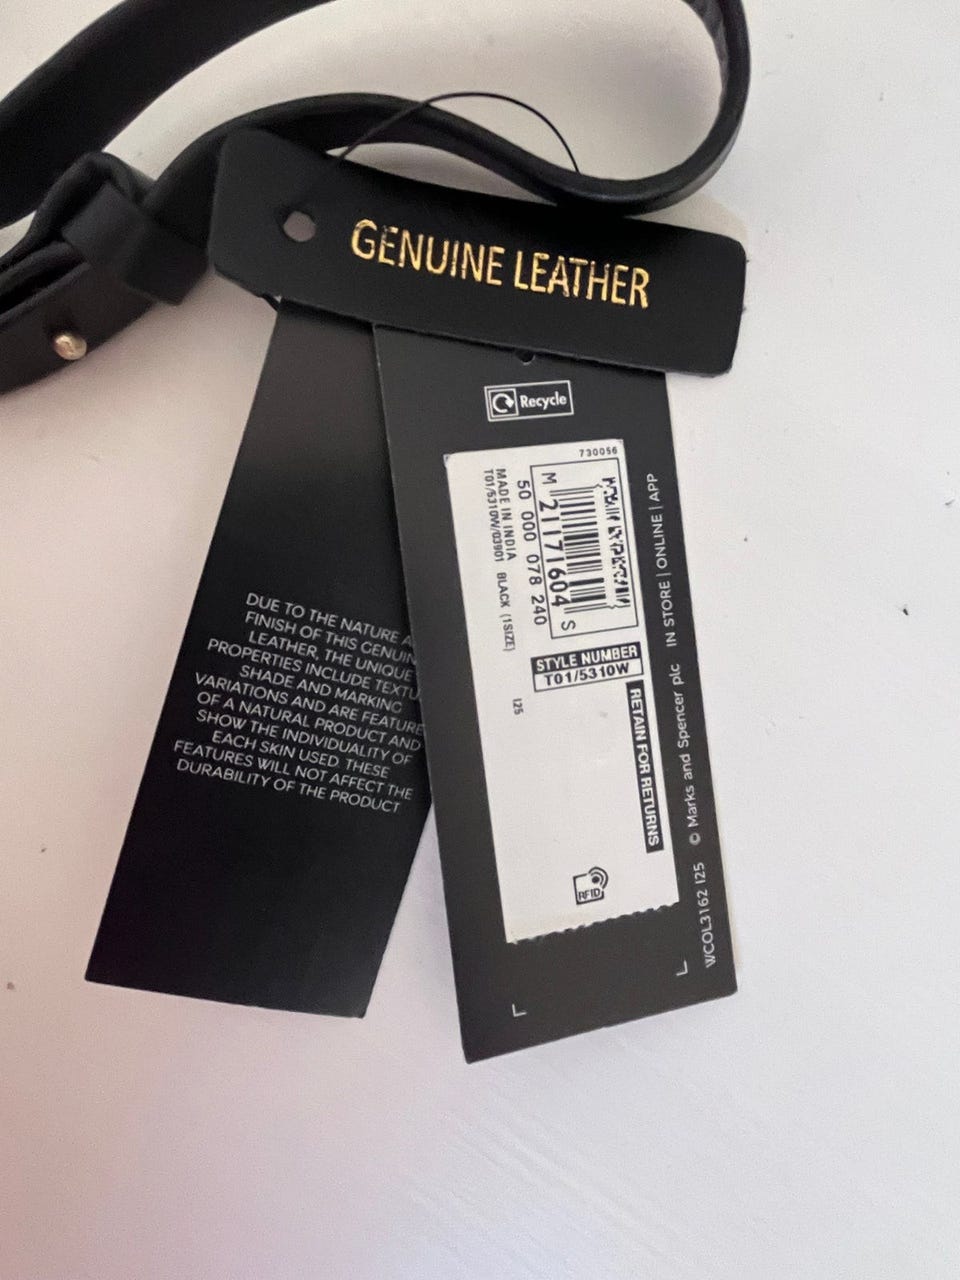 GENUINE LEATHER
Recycle
730056
M 21171604 S
50 000 078 240
MADE IN INDIA
T01/5310W/03901 BLACK (1SIZE)
I25
STYLE NUMBER
T01/5310W
RETAIN FOR RETURNS
RFID
WCOL3162 I25 © Marks and Spencer plc IN STORE | ONLINE | APP
DUE TO THE NATURE
FINISH OF THIS
LEATHER, THE UNIQUE
PROPERTIES INCLUDE
SHADE AND MARKING
VARIATIONS AND ARE
OF A NATURAL PRODUCT AND
SHOW THE INDIVIDUALITY OF
EACH SKIN USED. THESE
FEATURES WILL NOT AFFECT THE
DURABILITY OF THE PRODUCT